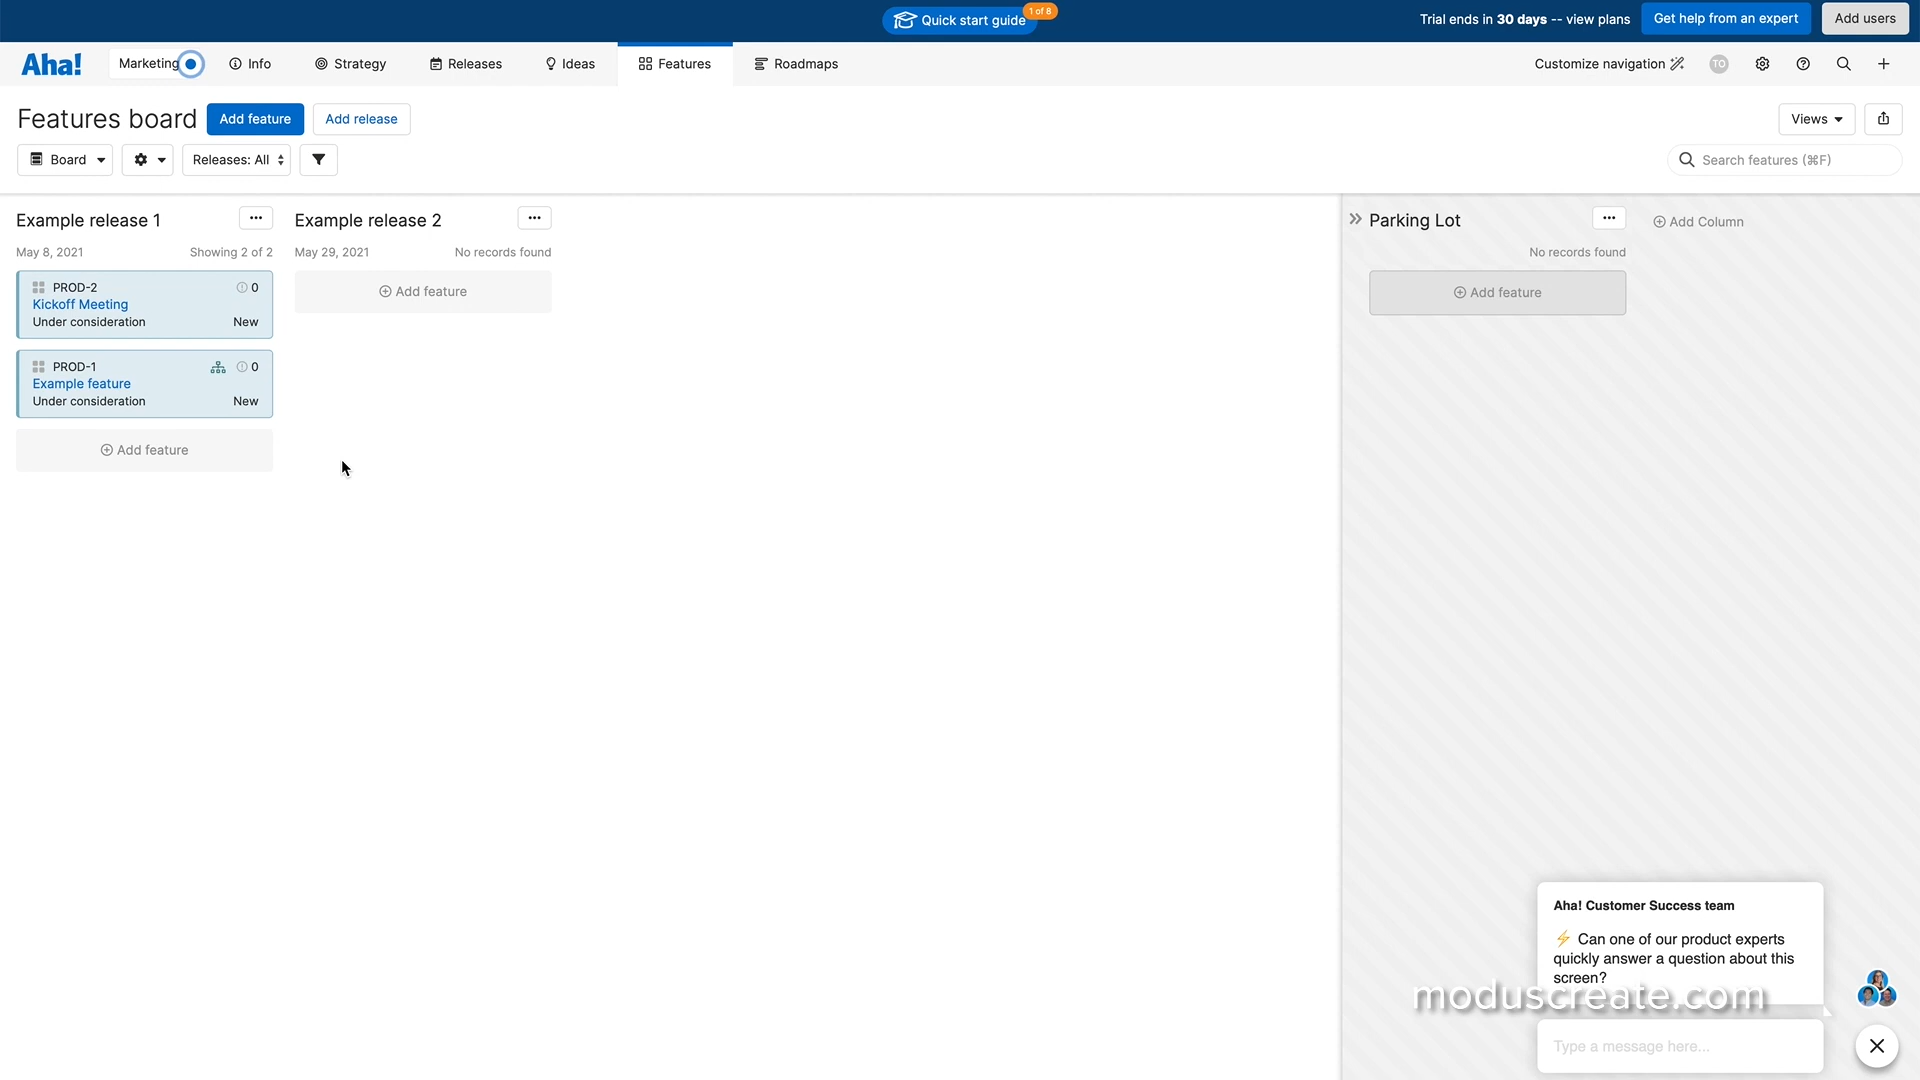 Quick start guide
1 of 8
Trial ends in 30 days -- view plans
Get help from an expert
Add users
Aha!
Marketing
Info
Strategy
Releases
Ideas
Features
Roadmaps
Customize navigation
TO
Features board
Add feature
Add release
Views
Board
Releases: All
Search features (⌘F)
Example release 1
May 8, 2021
Showing 2 of 2
PROD-2
0
Kickoff Meeting
Under consideration
New
PROD-1
0
Example feature
Under consideration
New
Add feature
Example release 2
May 29, 2021
No records found
Add feature
Parking Lot
No records found
Add feature
Add Column
Aha! Customer Success team
⚡ Can one of our product experts
quickly answer a question about this
screen?
moduscreate.com
Type a message here...